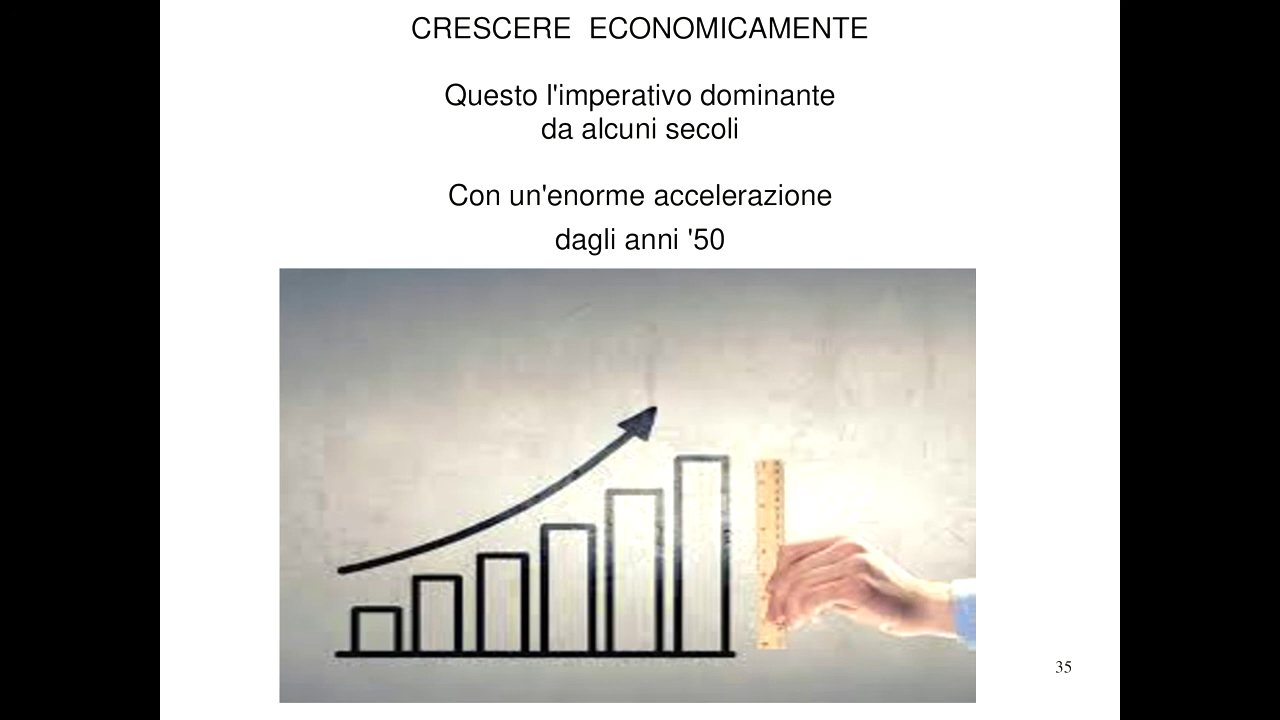 CRESCERE ECONOMICAMENTE
Questo l'imperativo dominante
da alcuni secoli
Con un'enorme accelerazione
dagli anni '50
35